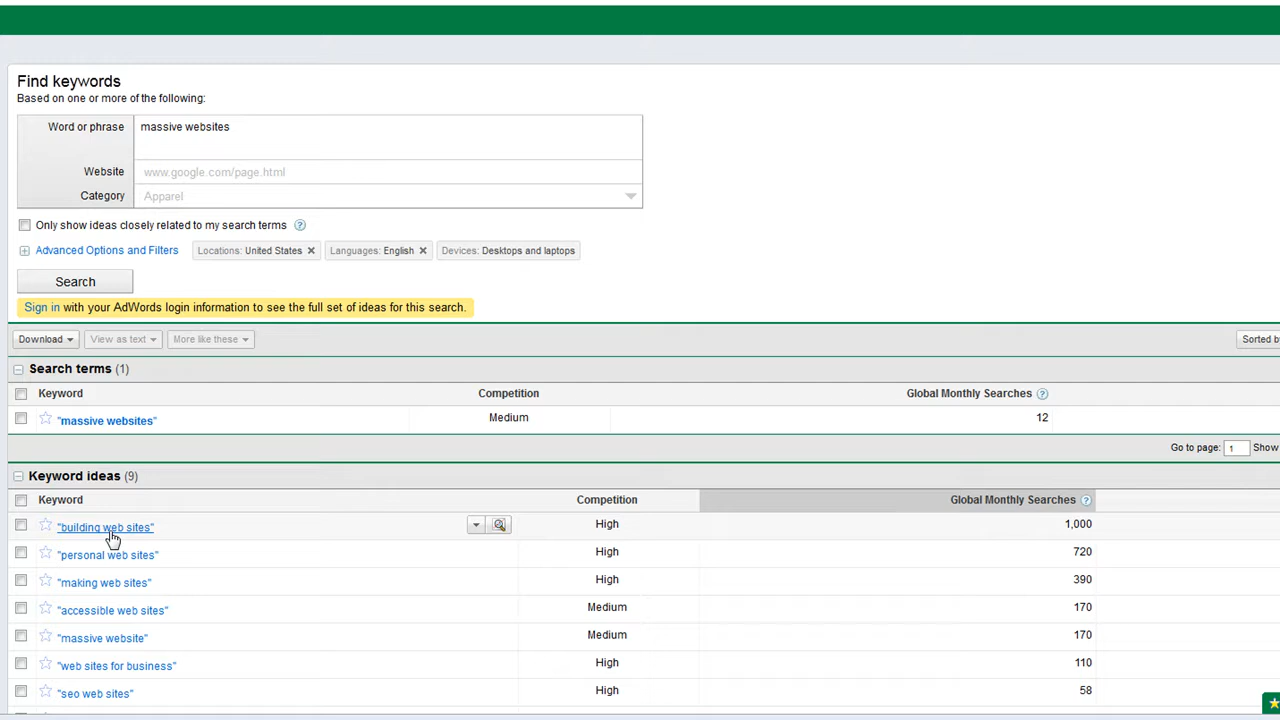 Find keywords
Based on one or more of the following:
Word or phrase massive websites
Website www.google.com/page.html
Category Apparel
Only show ideas closely related to my search terms ?
Advanced Options and Filters Locations: United States Languages: English Devices: Desktops and laptops
Search
Sign in with your AdWords login information to see the full set of ideas for this search.
Download View as text More like these Sorted by
Search terms (1)
Keyword Competition Global Monthly Searches ?
"massive websites" Medium 12
Go to page: 1 Show
Keyword ideas (9)
Keyword Competition Global Monthly Searches ?
"building web sites" High 1,000
"personal web sites" High 720
"making web sites" High 390
"accessible web sites" Medium 170
"massive website" Medium 170
"web sites for business" High 110
"seo web sites" High 58